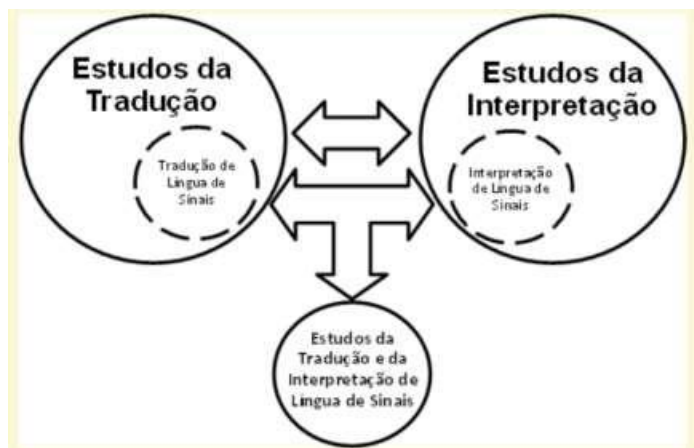 Estudos da
Tradução
Tradução de
Língua de
Sinais
Estudos da
Interpretação
Interpretação
de Língua de
Sinais
Estudos da
Tradução e da
Interpretação de
Língua de Sinais